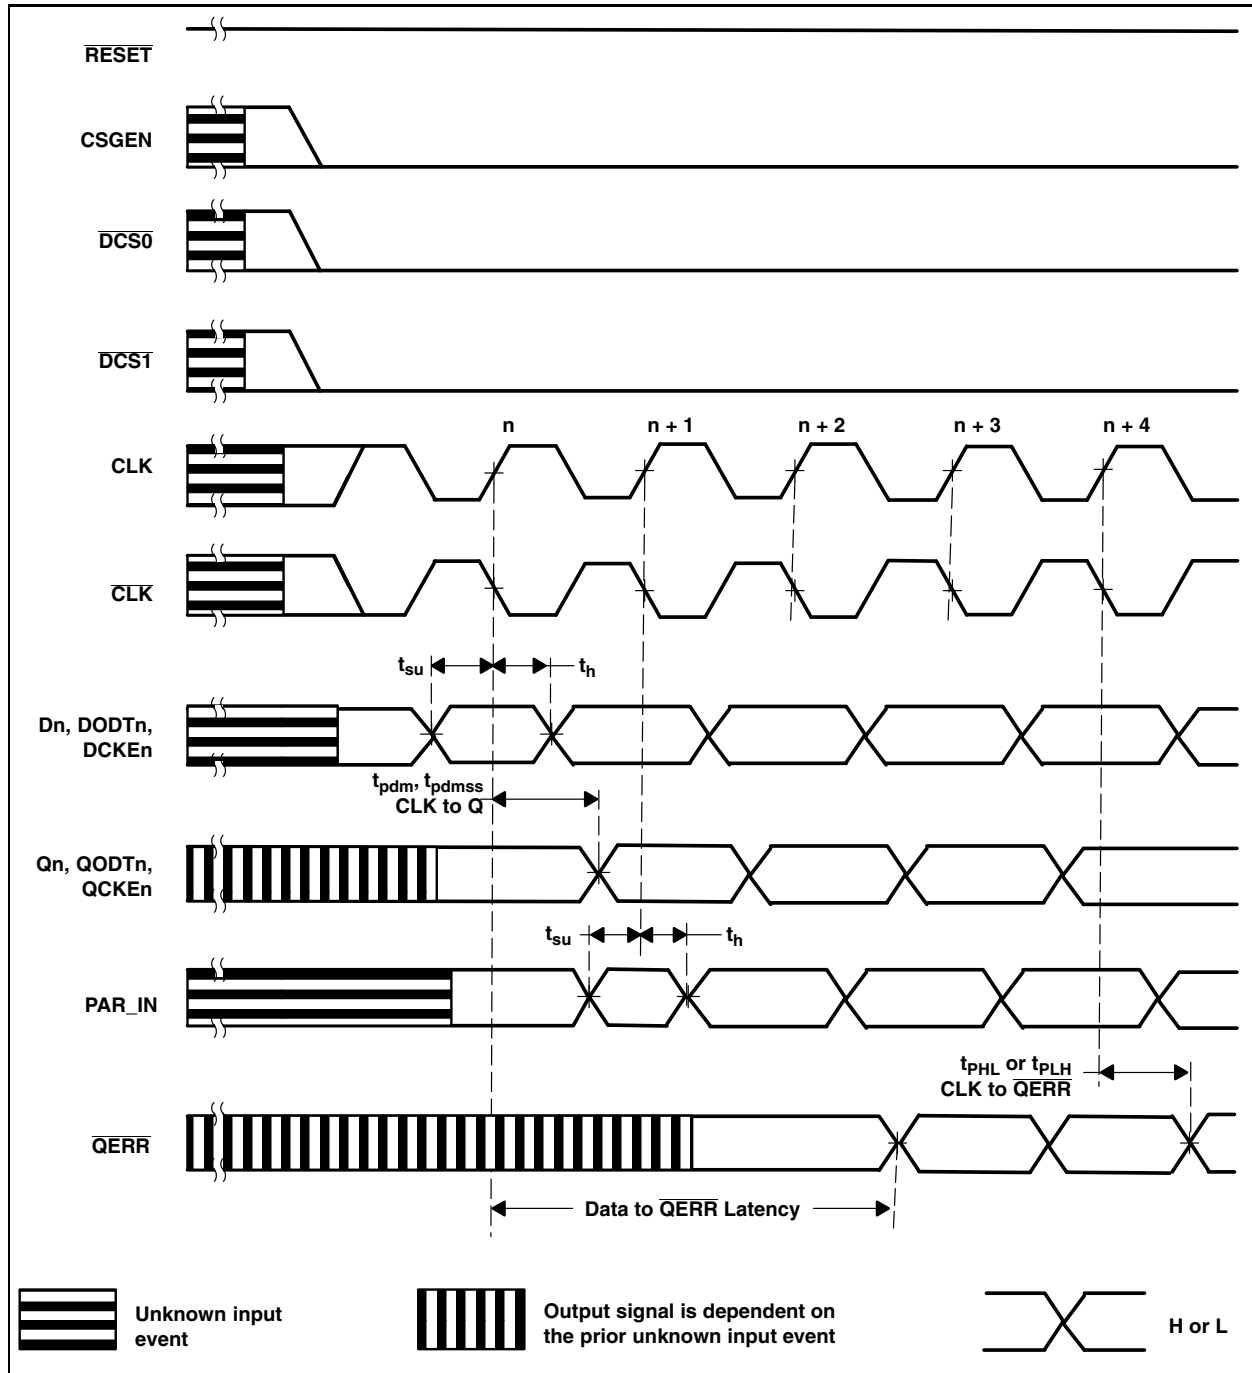 RESET
CSGEN
DCS0
DCS1
n n + 1 n + 2 n + 3 n + 4
CLK
CLK
tsu th
Dn, DODTn,
DCKEn
tpdm, tpdmss
CLK to Q
Qn, QODTn,
QCKEn
tsu th
PAR_IN
tPHL or tPLH
CLK to QERR
QERR
Data to QERR Latency
Unknown input
event
Output signal is dependent on
the prior unknown input event
H or L